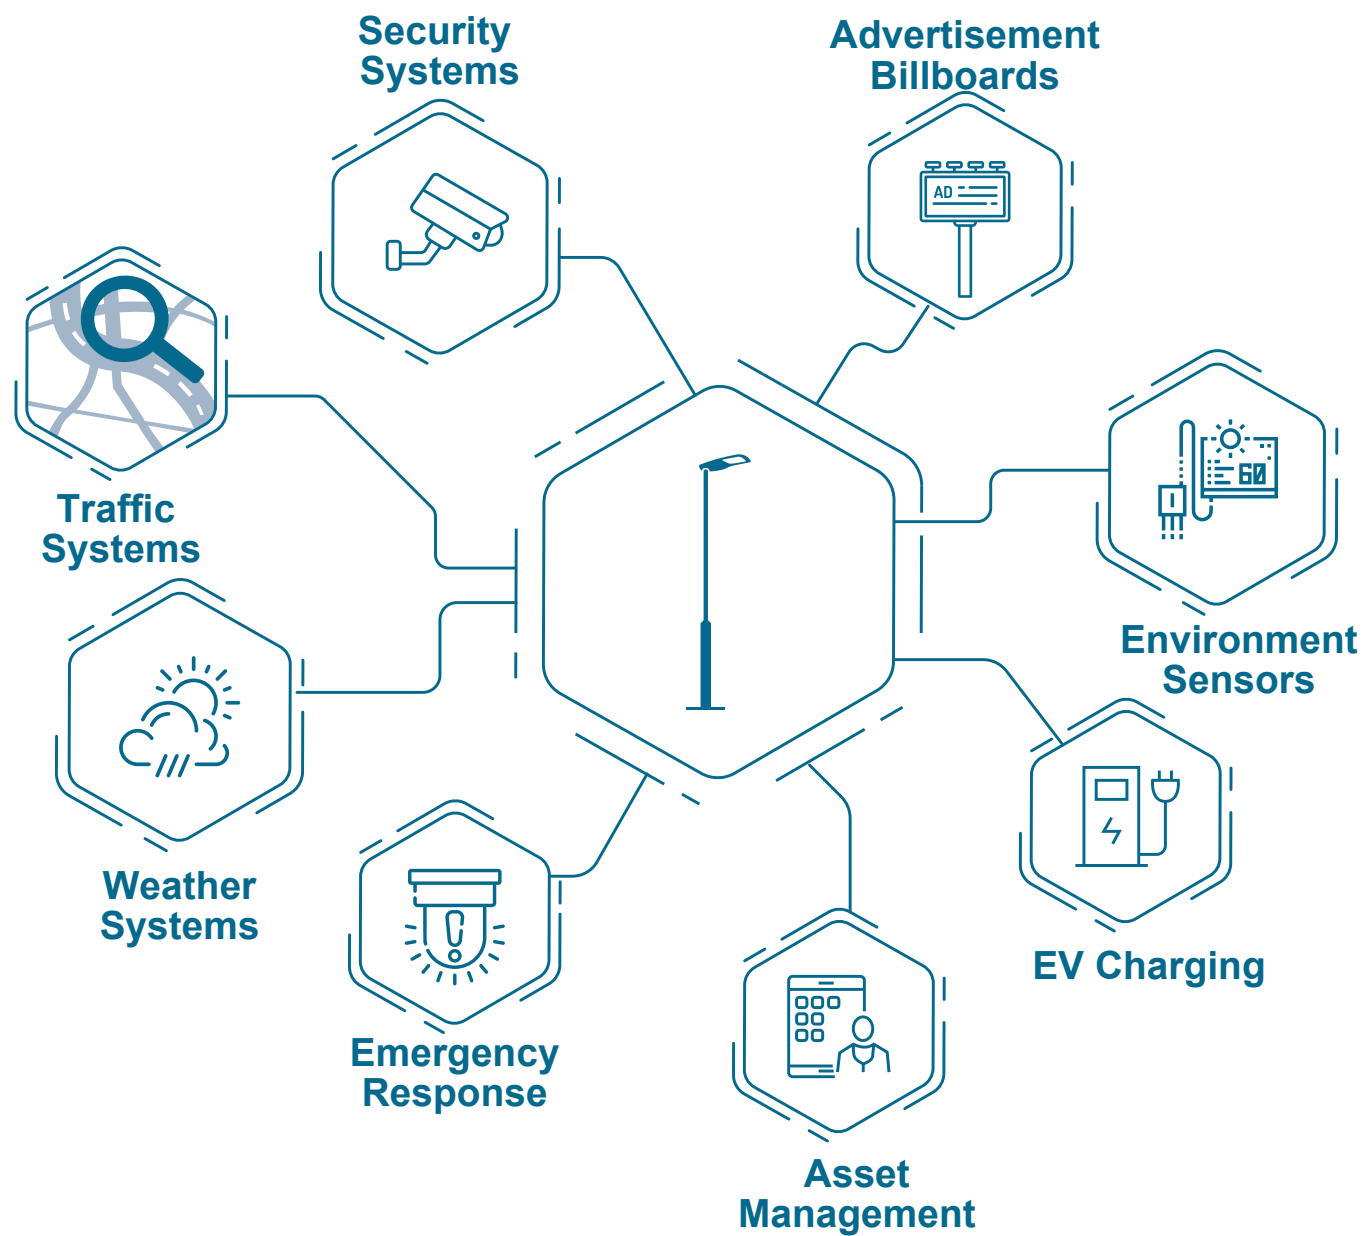 Security
Systems
Advertisement
Billboards
AD
Traffic
Systems
60
Environment
Sensors
Weather
Systems
EV Charging
Emergency
Response
Asset
Management